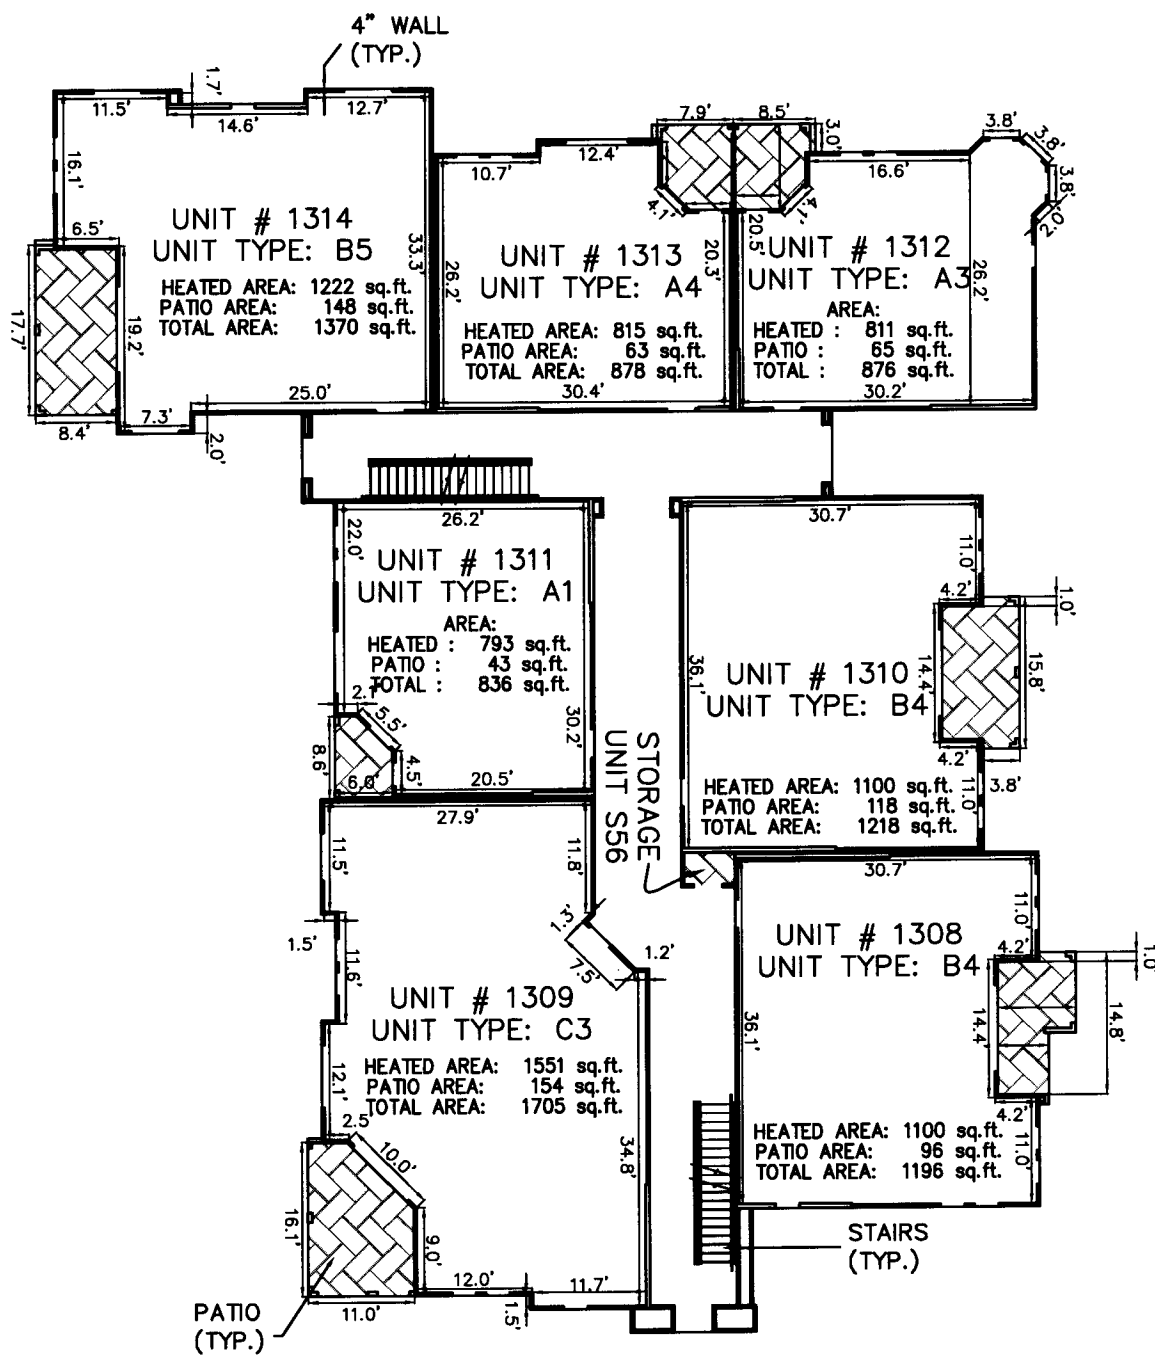 4" WALL
(TYP.)
1.7'
11.5'
14.6'
12.7'
16.1'
6.5'
UNIT # 1314
UNIT TYPE: B5
HEATED AREA: 1222 sq.ft.
PATIO AREA: 148 sq.ft.
TOTAL AREA: 1370 sq.ft.
33.3'
17.7'
19.2'
25.0'
7.3'
8.4'
2.0'
7.9'
8.5'
3.0'
10.7'
12.4'
4.1'
4.1'
26.2'
20.3'
UNIT # 1313
UNIT TYPE: A4
HEATED AREA: 815 sq.ft.
PATIO AREA: 63 sq.ft.
TOTAL AREA: 878 sq.ft.
30.4'
3.8'
3.8'
3.8'
2.0'
16.6'
20.5'
26.2'
UNIT # 1312
UNIT TYPE: A3
AREA:
HEATED : 811 sq.ft.
PATIO : 65 sq.ft.
TOTAL : 876 sq.ft.
30.2'
26.2'
22.0'
UNIT # 1311
UNIT TYPE: A1
AREA:
HEATED : 793 sq.ft.
PATIO : 43 sq.ft.
TOTAL : 836 sq.ft.
2.1'
5.5'
8.6'
6.0'
4.5'
20.5'
30.2'
30.7'
11.0'
4.2'
1.0'
36.1'
14.4'
15.8'
UNIT # 1310
UNIT TYPE: B4
4.2'
3.8'
11.0'
HEATED AREA: 1100 sq.ft.
PATIO AREA: 118 sq.ft.
TOTAL AREA: 1218 sq.ft.
STORAGE
UNIT S56
27.9'
11.5'
11.8'
1.3'
7.5'
1.2'
1.5'
11.6'
UNIT # 1309
UNIT TYPE: C3
HEATED AREA: 1551 sq.ft.
PATIO AREA: 154 sq.ft.
TOTAL AREA: 1705 sq.ft.
12.1'
2.5'
10.0'
34.8'
16.1'
9.0'
11.0'
12.0'
11.7'
1.5'
PATIO
(TYP.)
30.7'
11.0'
4.2'
1.0'
UNIT # 1308
UNIT TYPE: B4
36.1'
14.4'
14.8'
4.2'
11.0'
HEATED AREA: 1100 sq.ft.
PATIO AREA: 96 sq.ft.
TOTAL AREA: 1196 sq.ft.
STAIRS
(TYP.)